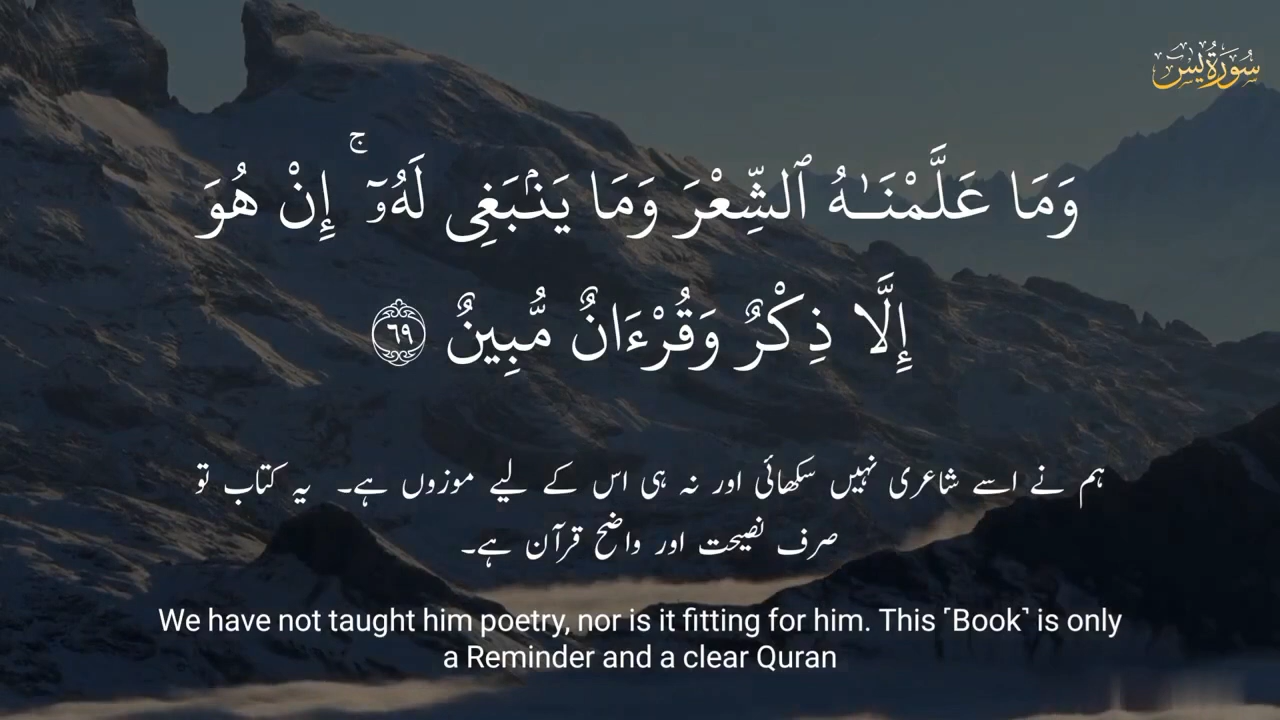 سُورَةُ يس
وَمَا عَلَّمْنَـٰهُ ٱلشِّعْرَ وَمَا يَنۢبَغِى لَهُۥٓ ۚ إِنْ هُوَ
إِلَّا ذِكْرٌ وَقُرْءَانٌ مُّبِينٌ ٦٩
ہم نے اسے شاعری نہیں سکھائی اور نہ ہی اس کے لیے موزوں ہے۔ یہ کتاب تو
صرف نصیحت اور واضح قرآن ہے۔
We have not taught him poetry, nor is it fitting for him. This ˹Book˺ is only
a Reminder and a clear Quran